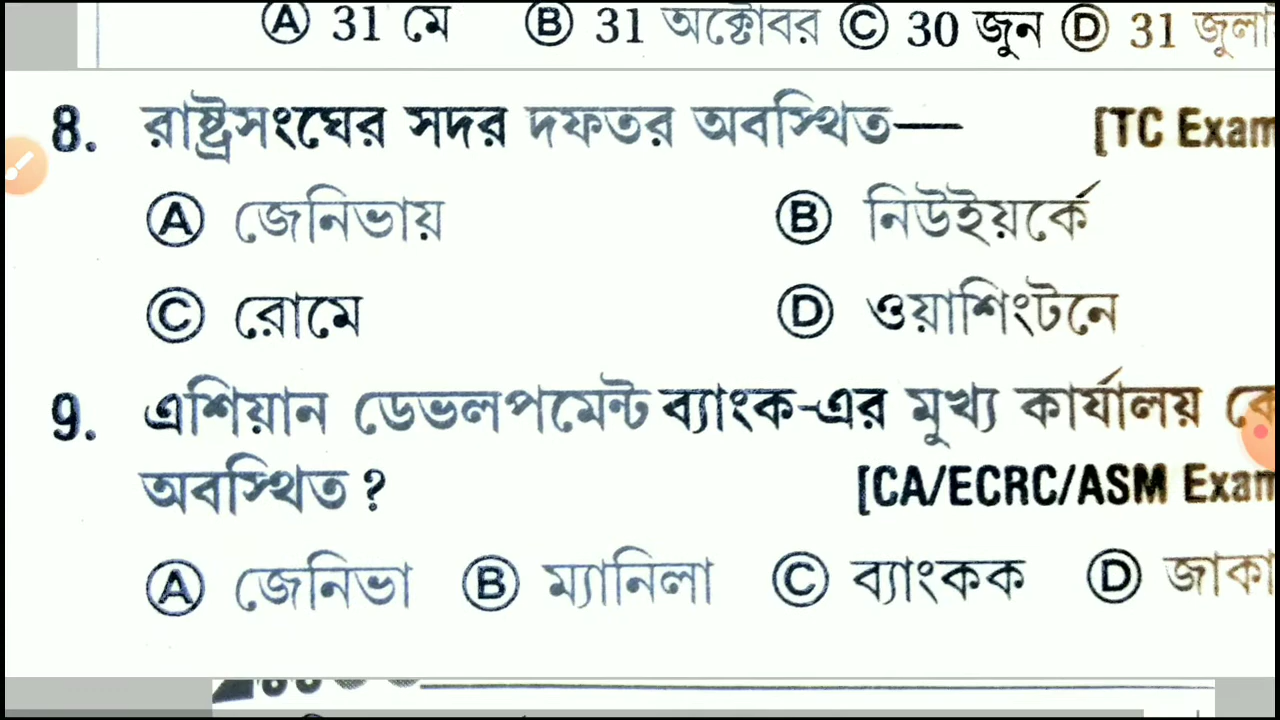 Ⓐ 31 মে Ⓑ 31 অক্টোবর Ⓒ 30 জুন Ⓓ 31
8. রাষ্ট্রসংঘের সদর দফতর অবস্থিত— [TC Exam
Ⓐ জেনিভায় Ⓑ নিউইয়র্কে
Ⓒ রোমে Ⓓ ওয়াশিংটনে
9. এশিয়ান ডেভলপমেন্ট ব্যাংক-এর মুখ্য কার্যালয়
অবস্থিত ? [CA/ECRC/ASM Exam
Ⓐ জেনিভা Ⓑ ম্যানিলা Ⓒ ব্যাংকক Ⓓ